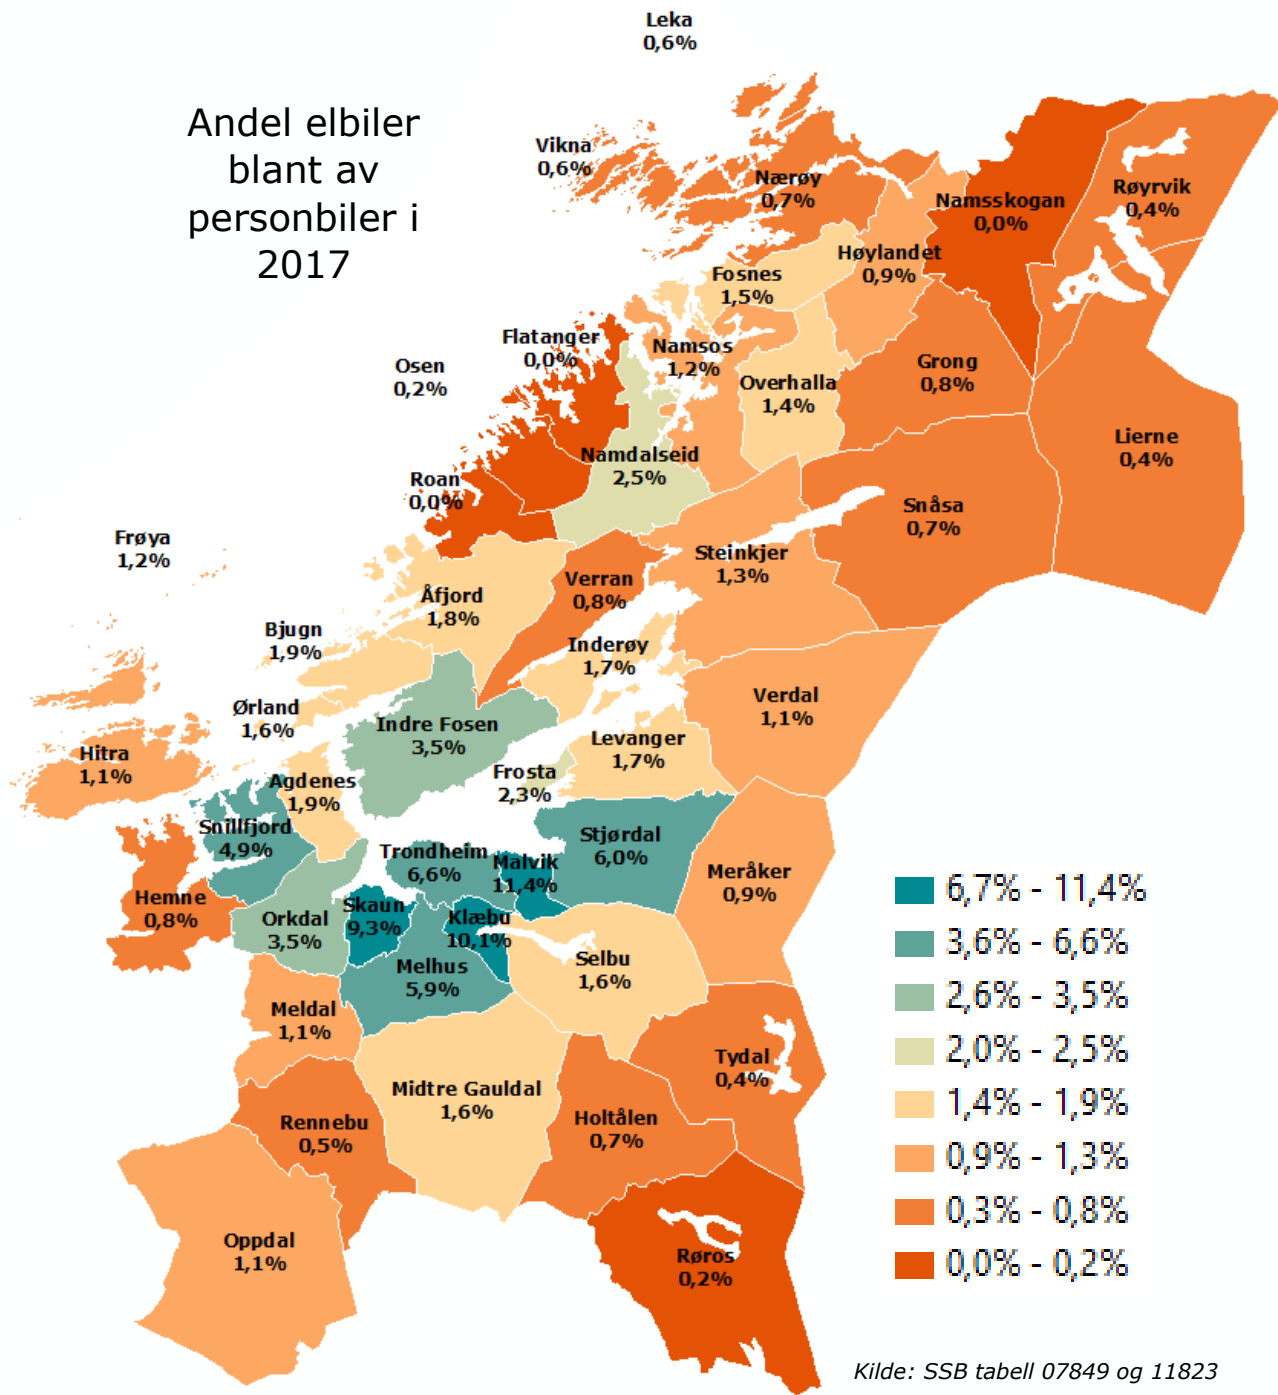 Leka
0,6%
Andel elbiler
blant av
personbiler i
2017
Vikna
0,6%
Nærøy
0,7%
Namsskogan
0,0%
Røyrvik
0,4%
Høylandet
0,9%
Fosnes
1,5%
Flatanger
0,0%
Namsos
1,2%
Osen
0,2%
Overhalla
1,4%
Grong
0,8%
Lierne
0,4%
Namdalseid
2,5%
Roan
0,0%
Snåsa
0,7%
Frøya
1,2%
Steinkjer
1,3%
Verran
0,8%
Åfjord
1,8%
Bjugn
1,9%
Inderøy
1,7%
Verdal
1,1%
Ørland
1,6%
Indre Fosen
3,5%
Levanger
1,7%
Hitra
1,1%
Frosta
2,3%
Agdenes
1,9%
Snillfjord
4,9%
Stjørdal
6,0%
Trondheim
6,6%
Malvik
11,4%
Meråker
0,9%
Hemne
0,8%
Skaun
9,3%
Klæbu
10,1%
Orkdal
3,5%
Selbu
1,6%
Melhus
5,9%
Meldal
1,1%
Tydal
0,4%
Midtre Gauldal
1,6%
Holtålen
0,7%
Rennebu
0,5%
Oppdal
1,1%
Røros
0,2%
6,7% - 11,4%
3,6% - 6,6%
2,6% - 3,5%
2,0% - 2,5%
1,4% - 1,9%
0,9% - 1,3%
0,3% - 0,8%
0,0% - 0,2%
Kilde: SSB tabell 07849 og 11823